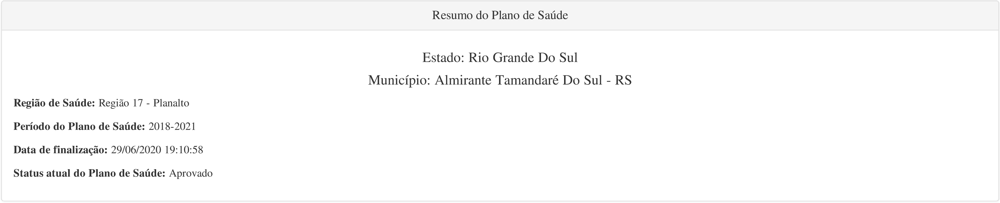 Resumo do Plano de Saúde
Estado: Rio Grande Do Sul
Município: Almirante Tamandaré Do Sul - RS
Região de Saúde: Região 17 - Planalto
Período do Plano de Saúde: 2018-2021
Data de finalização: 29/06/2020 19:10:58
Status atual do Plano de Saúde: Aprovado